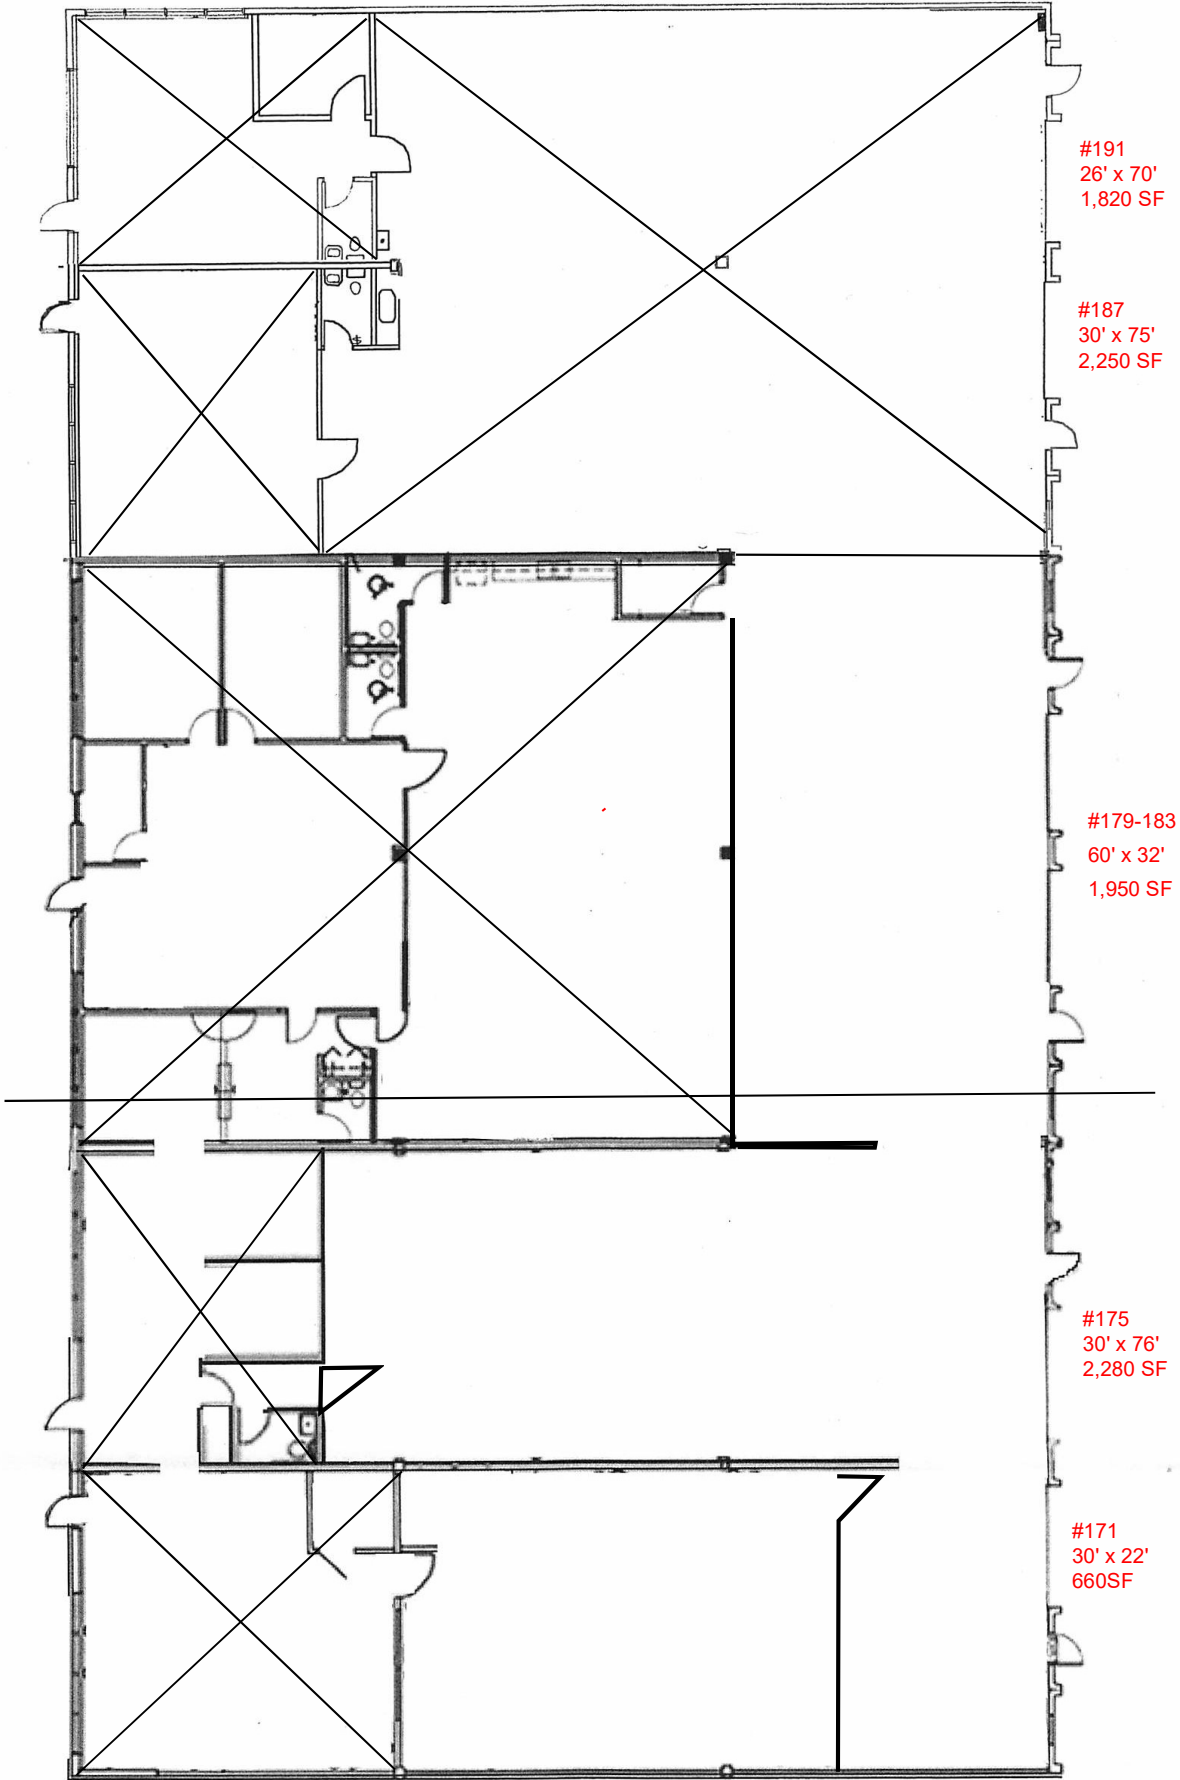 #191
26' x 70'
1,820 SF
#187
30' x 75'
2,250 SF
#179-183
60' x 32'
1,950 SF
#175
30' x 76'
2,280 SF
#171
30' x 22'
660SF